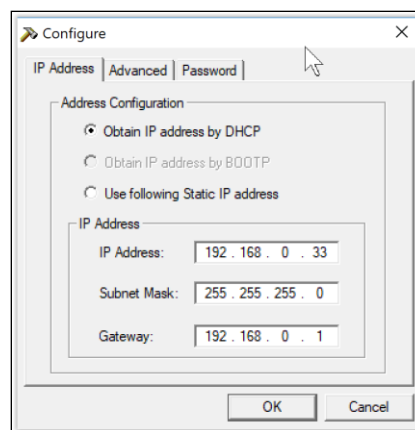 Configure
IP Address Advanced Password
Address Configuration
Obtain IP address by DHCP
Obtain IP address by BOOTP
Use following Static IP address
IP Address
IP Address: 192 . 168 . 0 . 33
Subnet Mask: 255 . 255 . 255 . 0
Gateway: 192 . 168 . 0 . 1
OK Cancel